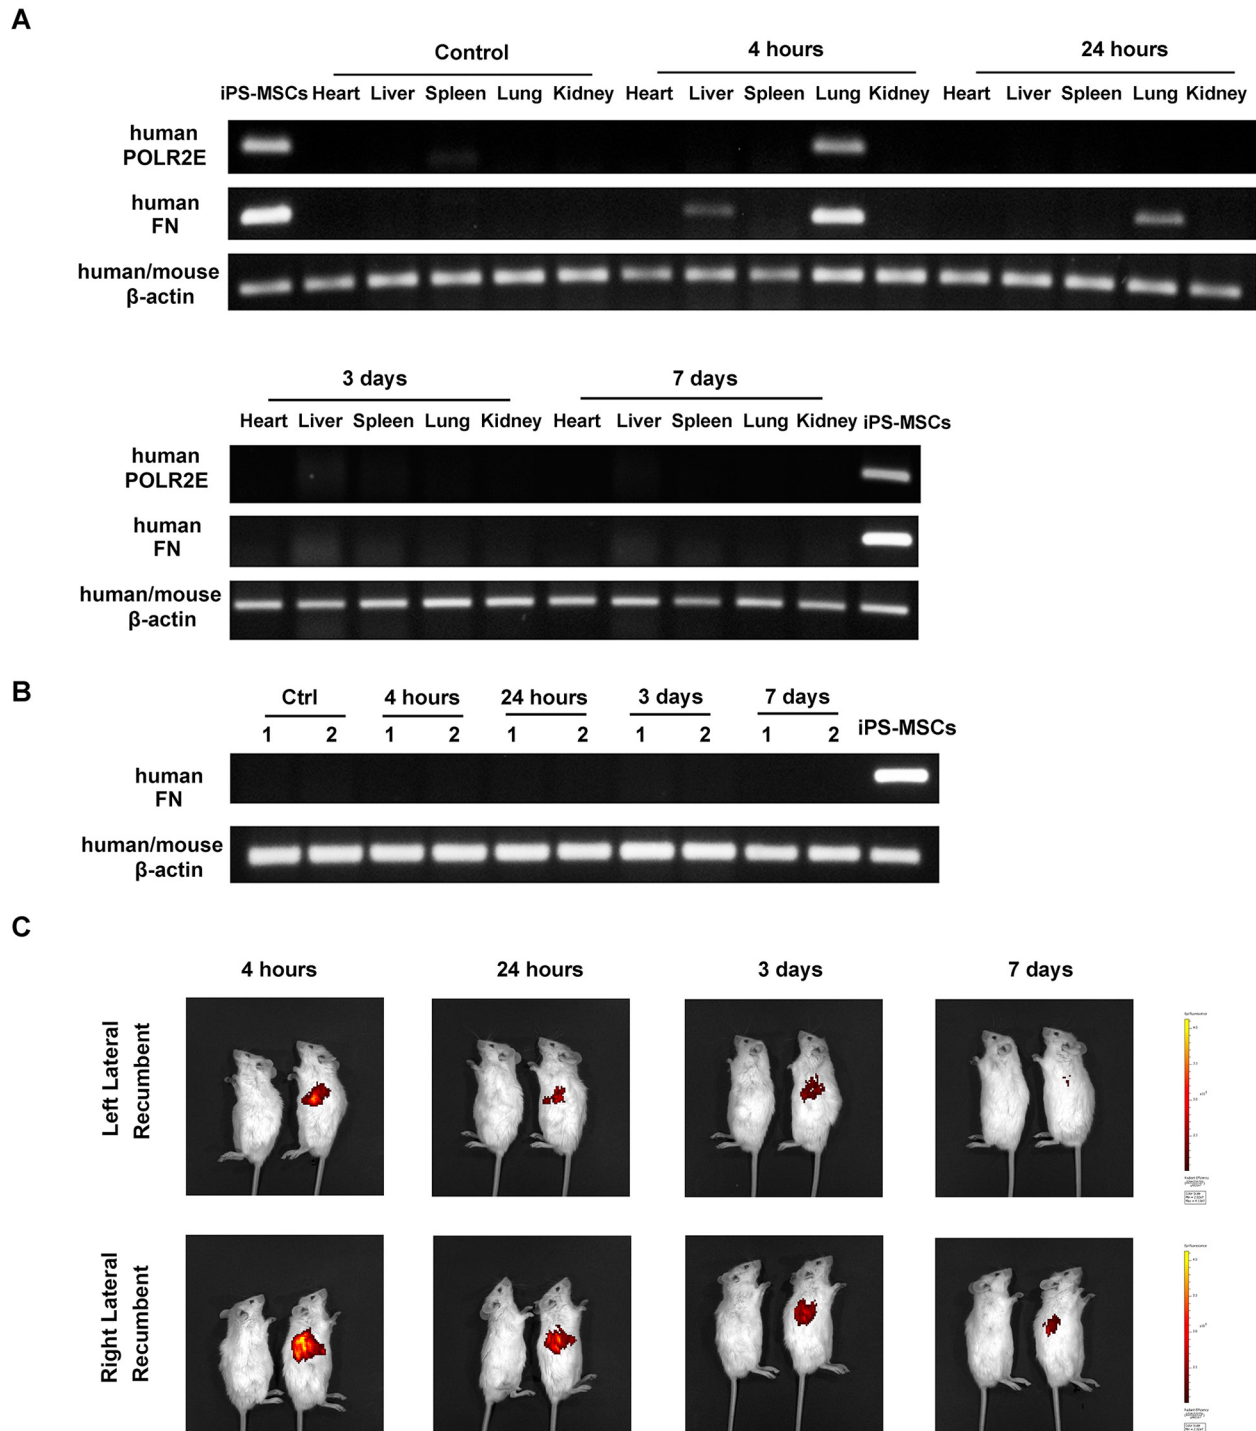 A
Control
4 hours
24 hours
iPS-MSCs Heart Liver Spleen Lung Kidney Heart Liver Spleen Lung Kidney Heart Liver Spleen Lung Kidney
human
POLR2E
human
FN
human/mouse
β-actin
3 days
7 days
Heart Liver Spleen Lung Kidney Heart Liver Spleen Lung Kidney iPS-MSCs
human
POLR2E
human
FN
human/mouse
β-actin
B
Ctrl
4 hours
24 hours
3 days
7 days
1 2 1 2 1 2 1 2 1 2 iPS-MSCs
human
FN
human/mouse
β-actin
C
4 hours
24 hours
3 days
7 days
Left Lateral
Recumbent
Right Lateral
Recumbent